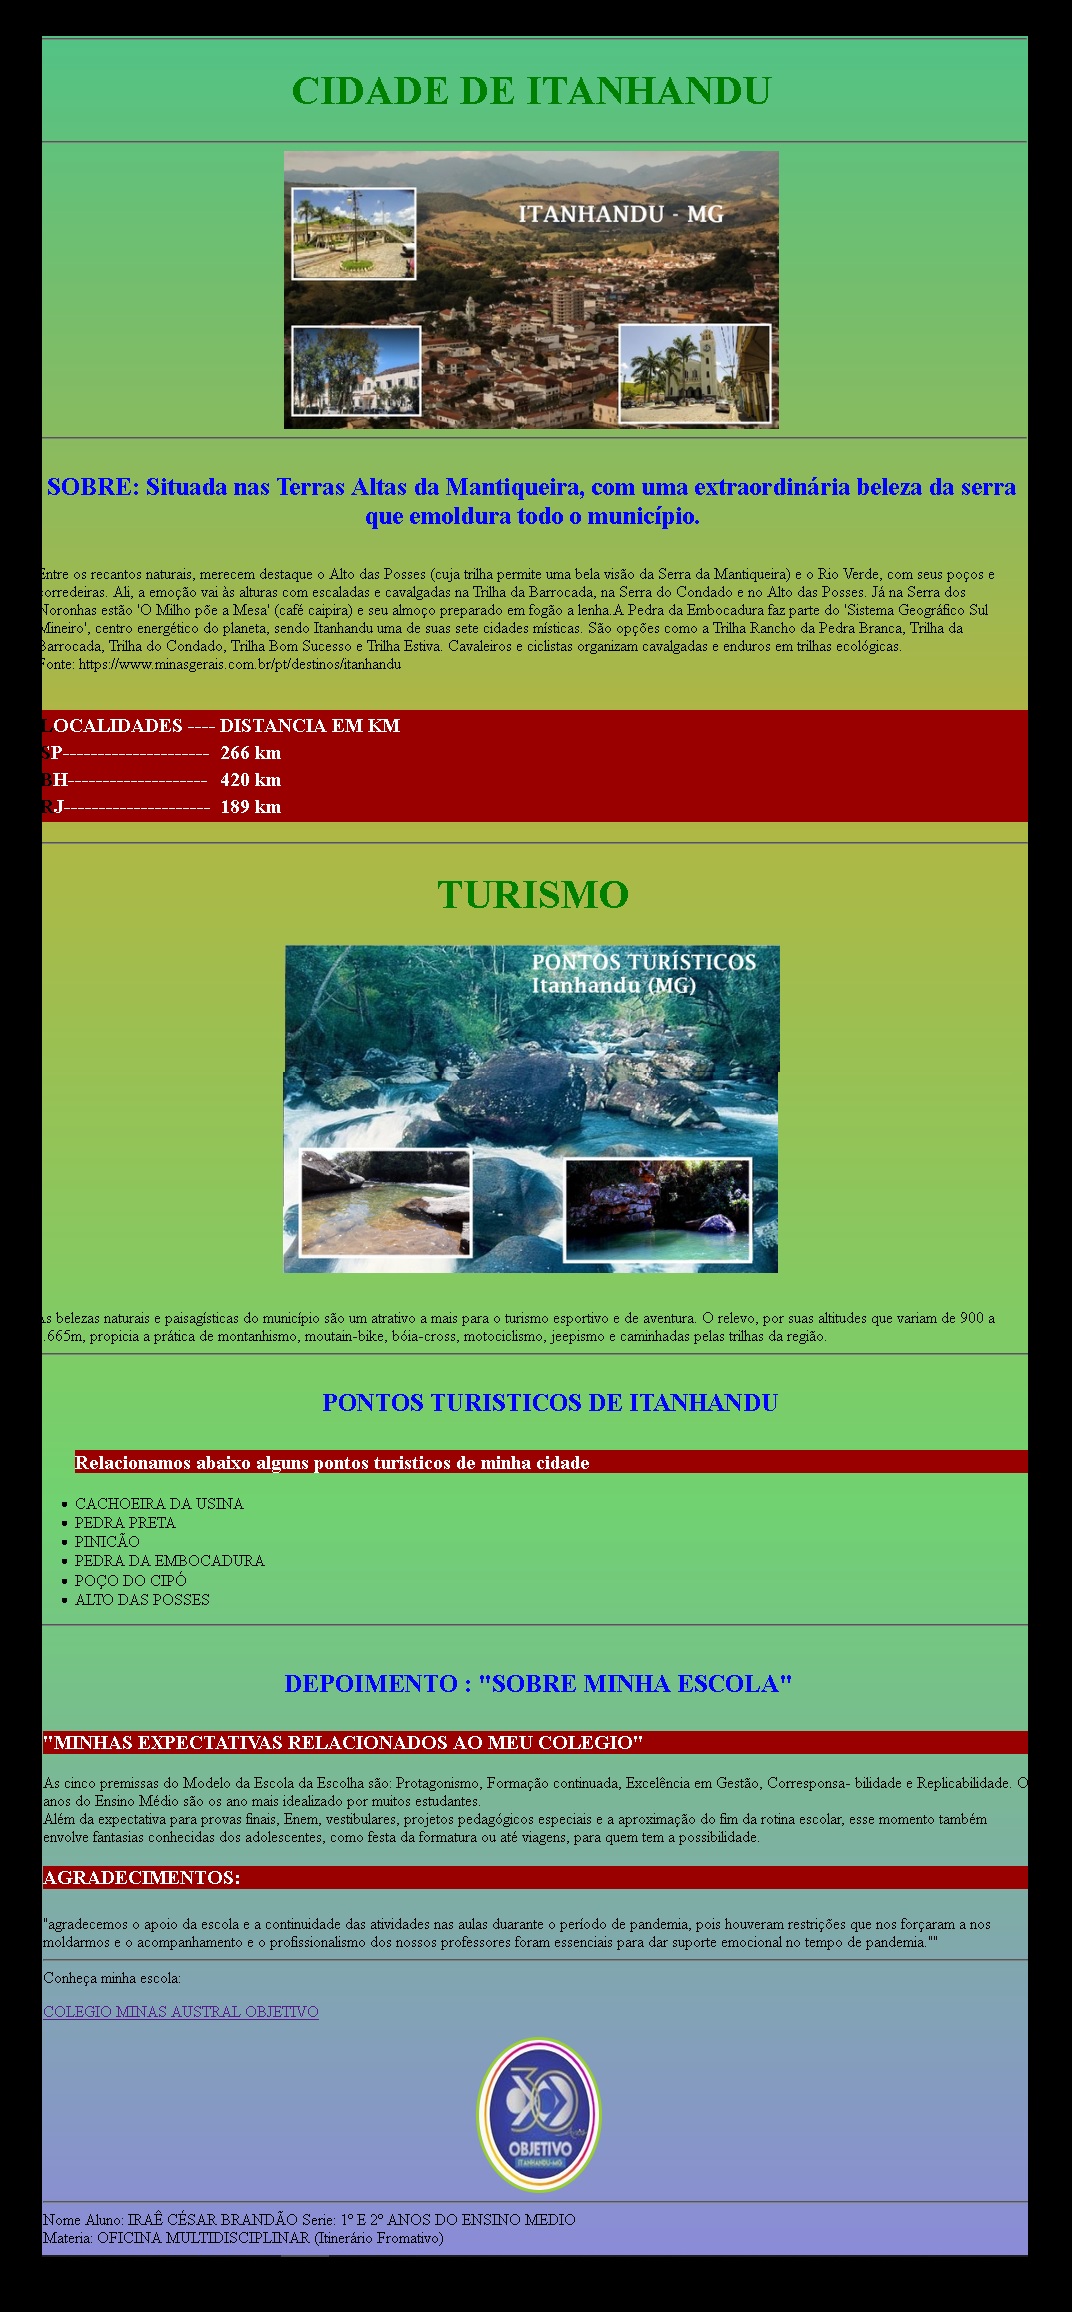 CIDADE DE ITANHANDU
ITANHANDU - MG
SOBRE: Situada nas Terras Altas da Mantiqueira, com uma extraordinária beleza da serra
que emoldura todo o município.
Entre os recantos naturais, merecem destaque o Alto das Posses (cuja trilha permite uma bela visão da Serra da Mantiqueira) e o Rio Verde, com seus poços e
corredeiras. Ali, a emoção vai às alturas com escaladas e cavalgadas na Trilha da Barrocada, na Serra do Condado e no Alto das Posses. Já na Serra dos
Noronhas estão 'O Milho põe a Mesa' (café caipira) e seu almoço preparado em fogão a lenha.A Pedra da Embocadura faz parte do 'Sistema Geográfico Sul
Mineiro', centro energético do planeta, sendo Itanhandu uma de suas sete cidades místicas. São opções como a Trilha Rancho da Pedra Branca, Trilha da
Barrocada, Trilha do Condado, Trilha Bom Sucesso e Trilha Estiva. Cavaleiros e ciclistas organizam cavalgadas e enduros em trilhas ecológicas.
Fonte: https://www.minasgerais.com.br/pt/destinos/itanhandu
LOCALIDADES ---- DISTANCIA EM KM
SP--------------------- 266 km
BH-------------------- 420 km
RJ--------------------- 189 km
TURISMO
PONTOS TURÍSTICOS
Itanhandu (MG)
As belezas naturais e paisagísticas do município são um atrativo a mais para o turismo esportivo e de aventura. O relevo, por suas altitudes que variam de 900 a
.665m, propicia a prática de montanhismo, moutain-bike, bóia-cross, motociclismo, jeepismo e caminhadas pelas trilhas da região.
PONTOS TURISTICOS DE ITANHANDU
Relacionamos abaixo alguns pontos turisticos de minha cidade
• CACHOEIRA DA USINA
• PEDRA PRETA
• PINICÃO
• PEDRA DA EMBOCADURA
• POÇO DO CIPÓ
• ALTO DAS POSSES
DEPOIMENTO : "SOBRE MINHA ESCOLA"
"MINHAS EXPECTATIVAS RELACIONADOS AO MEU COLEGIO"
As cinco premissas do Modelo da Escola da Escolha são: Protagonismo, Formação continuada, Excelência em Gestão, Corresponsa- bilidade e Replicabilidade. O
anos do Ensino Médio são os ano mais idealizado por muitos estudantes.
Além da expectativa para provas finais, Enem, vestibulares, projetos pedagógicos especiais e a aproximação do fim da rotina escolar, esse momento também
envolve fantasias conhecidas dos adolescentes, como festa da formatura ou até viagens, para quem tem a possibilidade.
AGRADECIMENTOS:
"agradecemos o apoio da escola e a continuidade das atividades nas aulas duarante o período de pandemia, pois houveram restrições que nos forçaram a nos
moldarmos e o acompanhamento e o profissionalismo dos nossos professores foram essenciais para dar suporte emocional no tempo de pandemia.""
Conheça minha escola:
COLEGIO MINAS AUSTRAL OBJETIVO
30
Anos
OBJETIVO
ITANHANDU-MG
Nome Aluno: IRAÊ CÉSAR BRANDÃO Serie: 1º E 2º ANOS DO ENSINO MEDIO
Materia: OFICINA MULTIDISCIPLINAR (Itinerário Fromativo)